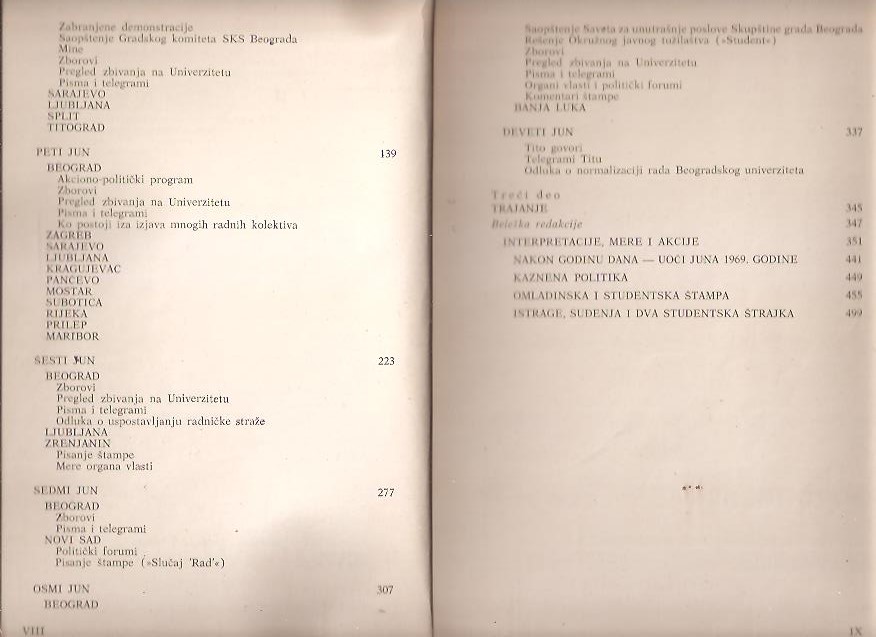 Zabranjene demonstracije
Saopštenje Gradskog komiteta SKS Beograda
Mine
Zborovi
Pregled zbivanja na Univerzitetu
Pisma i telegrami
SARAJEVO
LJUBLJANA
SPLIT
TITOGRAD
PETI JUN 139
BEOGRAD
Akciono-politički program
Zborovi
Pregled zbivanja na Univerzitetu
Pisma i telegrami
Ko postoji iza izjava mnogih radnih kolektiva
ZAGREB
SARAJEVO
LJUBLJANA
KRAGUJEVAC
PANČEVO
MOSTAR
SUBOTICA
RIJEKA
PRILEP
MARIBOR
ŠESTI JUN 223
BEOGRAD
Zborovi
Pregled zbivanja na Univerzitetu
Pisma i telegrami
Odluka o uspostavljanju radničke straže
LJUBLJANA
ZRENJANIN
Pisanje štampe
Mere organa vlasti
SEDMI JUN 277
BEOGRAD
Zborovi
Pisma i telegrami
NOVI SAD
Politički forumi
Pisanje štampe (»Slučaj 'Rad'«)
OSMI JUN 307
BEOGRAD
VIII
Saopštenje Saveta za unutrašnje poslove Skupštine grada Beograda
Rešenje Okružnog javnog tužilaštva (»Student«)
Zborovi
Pregled zbivanja na Univerzitetu
Pisma i telegrami
Organi vlasti i politički forumi
Komentari štampe
BANJA LUKA
DEVETI JUN 337
Tito govori
Telegrami Titu
Odluka o normalizaciji rada Beogradskog univerziteta
Treći deo
TRAJANJE 345
Beleška redakcije 347
INTERPRETACIJE, MERE I AKCIJE 351
NAKON GODINU DANA — UOČI JUNA 1969. GODINE 441
KAZNENA POLITIKA 449
OMLADINSKA I STUDENTSKA ŠTAMPA 455
ISTRAGE, SUĐENJA I DVA STUDENTSKA ŠTRAJKA 499
IX